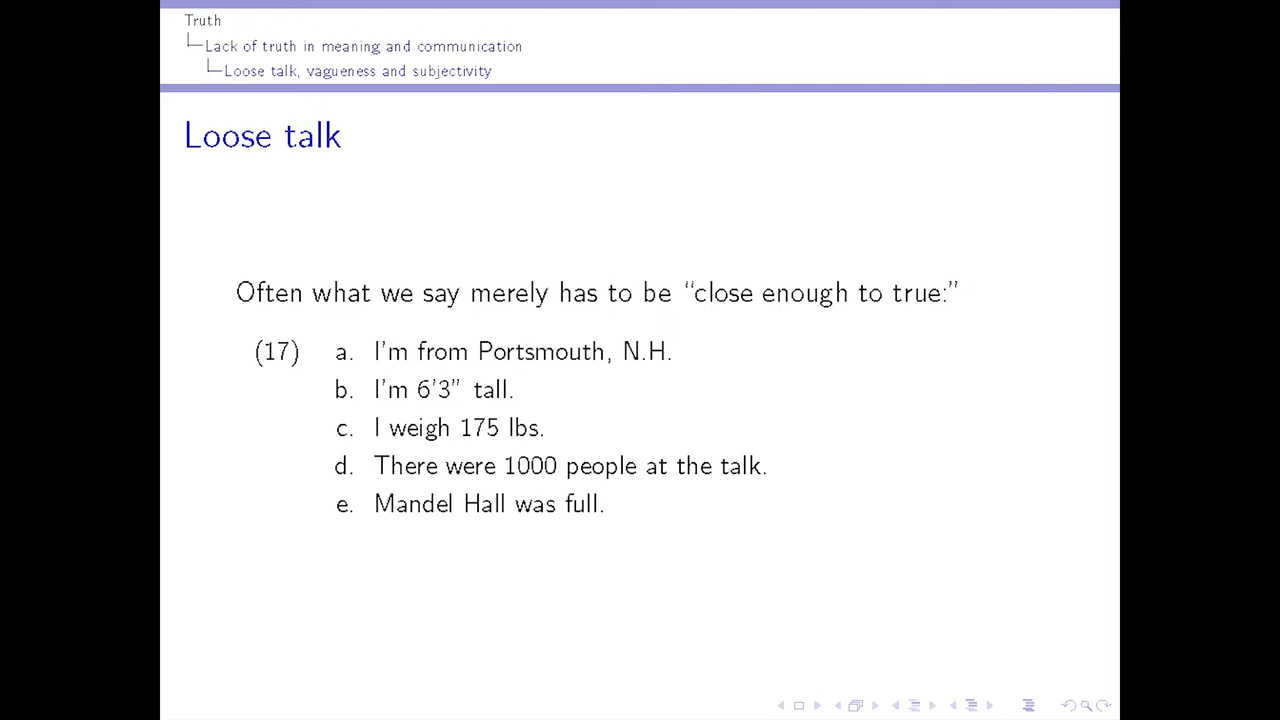 Truth
Lack of truth in meaning and communication
Loose talk, vagueness and subjectivity
Loose talk
Often what we say merely has to be “close enough to true:”
(17) a. I'm from Portsmouth, N.H.
b. I'm 6'3” tall.
c. I weigh 175 lbs.
d. There were 1000 people at the talk.
e. Mandel Hall was full.